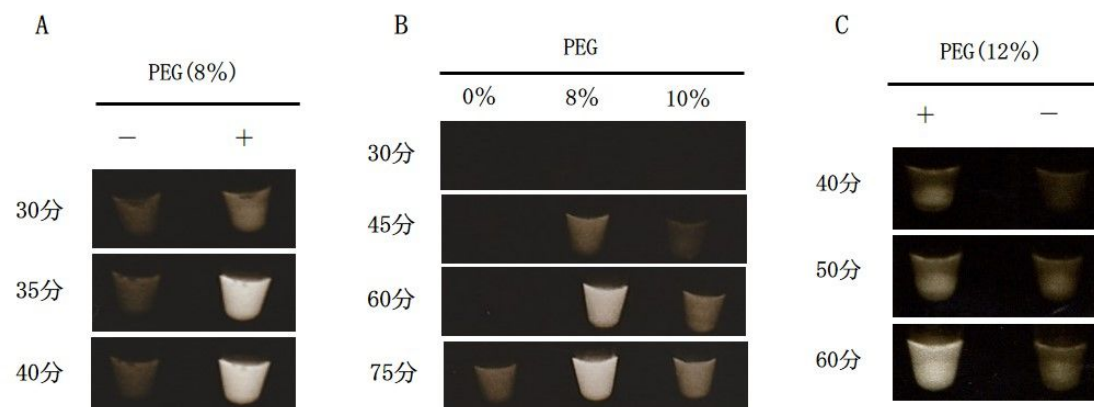 A
PEG(8%)
－ ＋
30分
35分
40分
B
PEG
0% 8% 10%
30分
45分
60分
75分
C
PEG(12%)
＋ －
40分
50分
60分